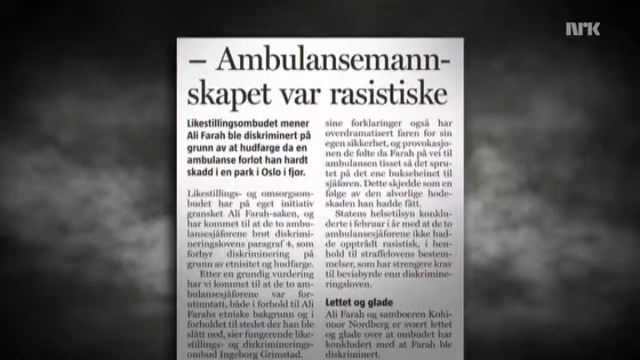 NRK
– Ambulansemann-
skapet var rasistiske
Likestillingsombudet mener
Ali Farah ble diskriminert på
grunn av at hudfarge da en
ambulanse forlot han hardt
skadd i en park i Oslo i fjor.
Likestillings- og omsorgsom-
budet har på eget initiativ
gransket Ali Farah-saken, og
har kommet til at de to ambu-
lansesjåførene brøt diskrimi-
neringslovens paragraf 4, som
forbyr diskriminering på
grunn av etnisitet og hudfarge.
Etter en grundig vurdering
har vi kommet til at de to am-
bulansesjåførene var for-
utinntatt, både i forhold til Ali
Farahs etniske bakgrunn og i
forholdet til stedet der han ble
slått ned, sier fungerende like-
stillings- og diskriminerings-
ombud Ingeborg Grimstad.
sine forklaringer også har
overdramatisert faren for sin
egen sikkerhet, og provokasjo-
nen de følte da Farah på vei til
ambulansen tisset så det spru-
tet på det ene buksebeinet til
sjåføren. Dette skjedde som en
følge av den alvorlige hode-
skaden han hadde fått.
Statens helsetilsyn konklu-
derte i februar i år med at de to
ambulansesjåførene ikke had-
de opptrådt rasistisk, i hen-
hold til straffelovens bestem-
melser, som har strengere krav
til bevisbyrde enn diskrimine-
ringsloven.
Lettet og glade
Ali Farah og samboeren Kohi-
noor Nordberg er svært lettet
og glade over at ombudet har
konkludert med at Farah ble
diskriminert.